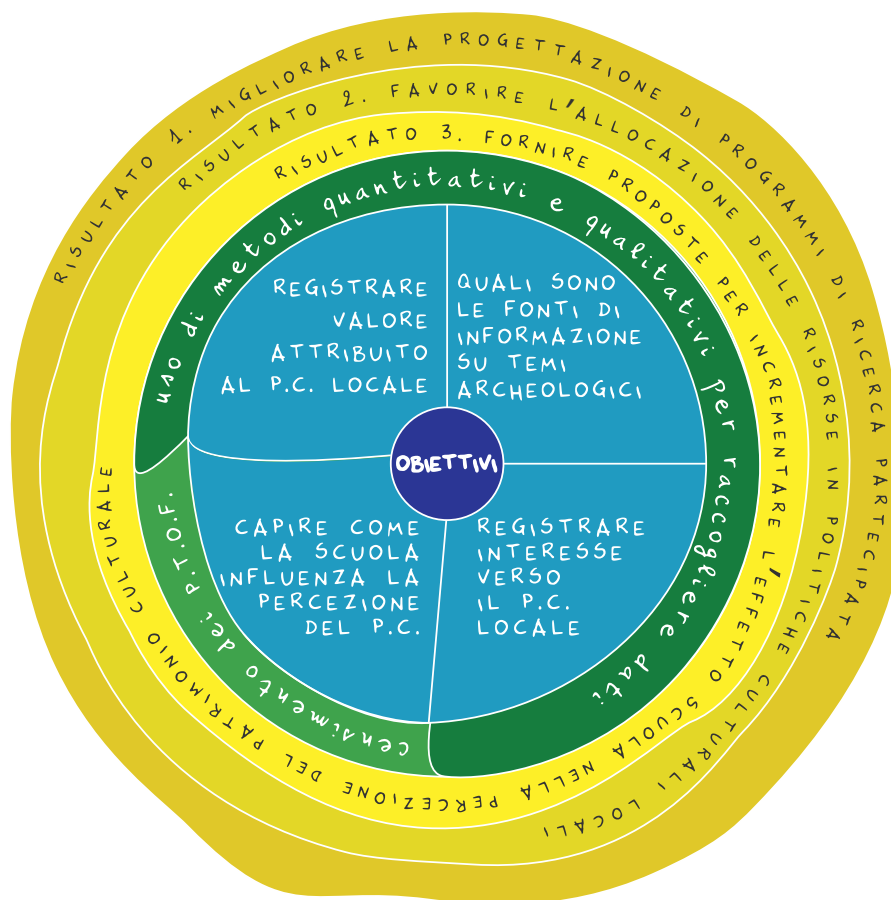 RISULTATO 1. MIGLIORARE LA PROGETTAZIONE DI PROGRAMMI DI RICERCA PARTECIPATA
RISULTATO 2. FAVORIRE L'ALLOCAZIONE DELLE RISORSE IN POLITICHE CULTURALI LOCALI
RISULTATO 3. FORNIRE PROPOSTE PER INCREMENTARE L'EFFETTO SCUOLA NELLA PERCEZIONE DEL PATRIMONIO CULTURALE
uso di metodi quantitativi e qualitativi per raccogliere dati
censimento dei P.T.O.F.
REGISTRARE
VALORE
ATTRIBUITO
AL P.C. LOCALE
QUALI SONO
LE FONTI DI
INFORMAZIONE
SU TEMI
ARCHEOLOGICI
OBIETTIVI
CAPIRE COME
LA SCUOLA
INFLUENZA LA
PERCEZIONE
DEL P.C.
REGISTRARE
INTERESSE
VERSO
IL P.C.
LOCALE